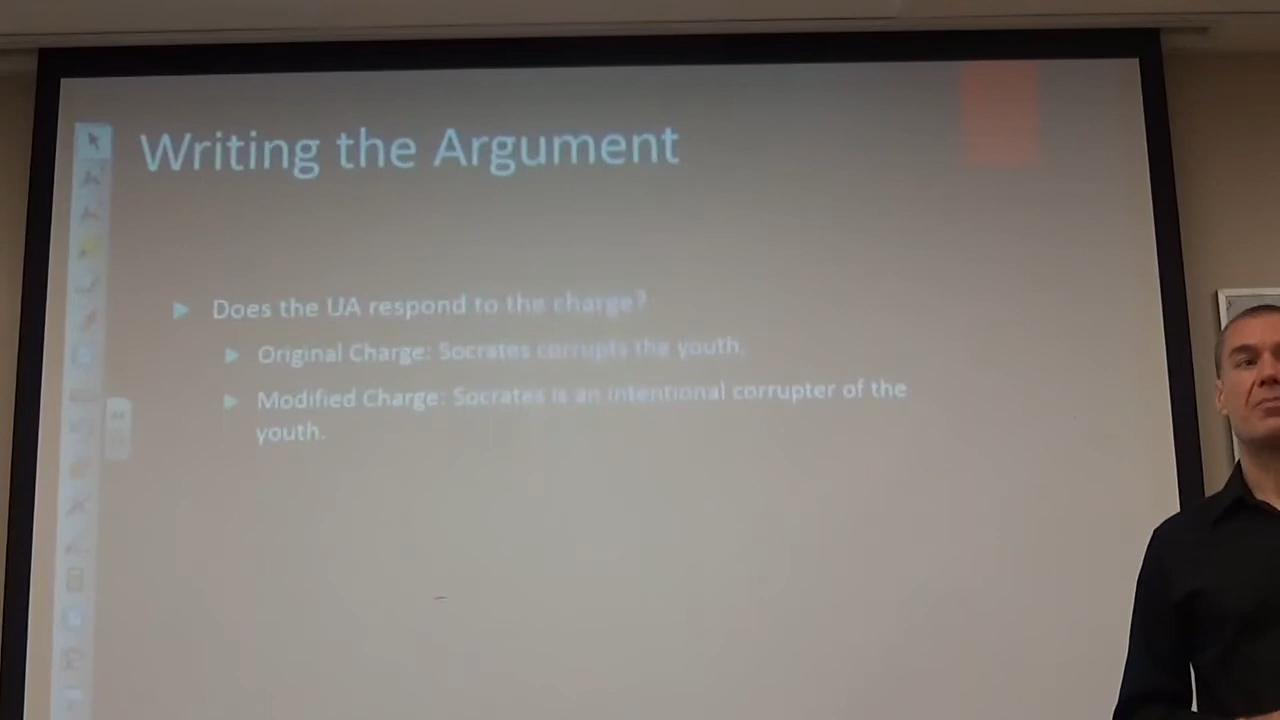 Writing the Argument
Does the UA respond to the charge?
Original Charge: Socrates corrupts the youth.
Modified Charge: Socrates is an intentional corrupter of the
youth.